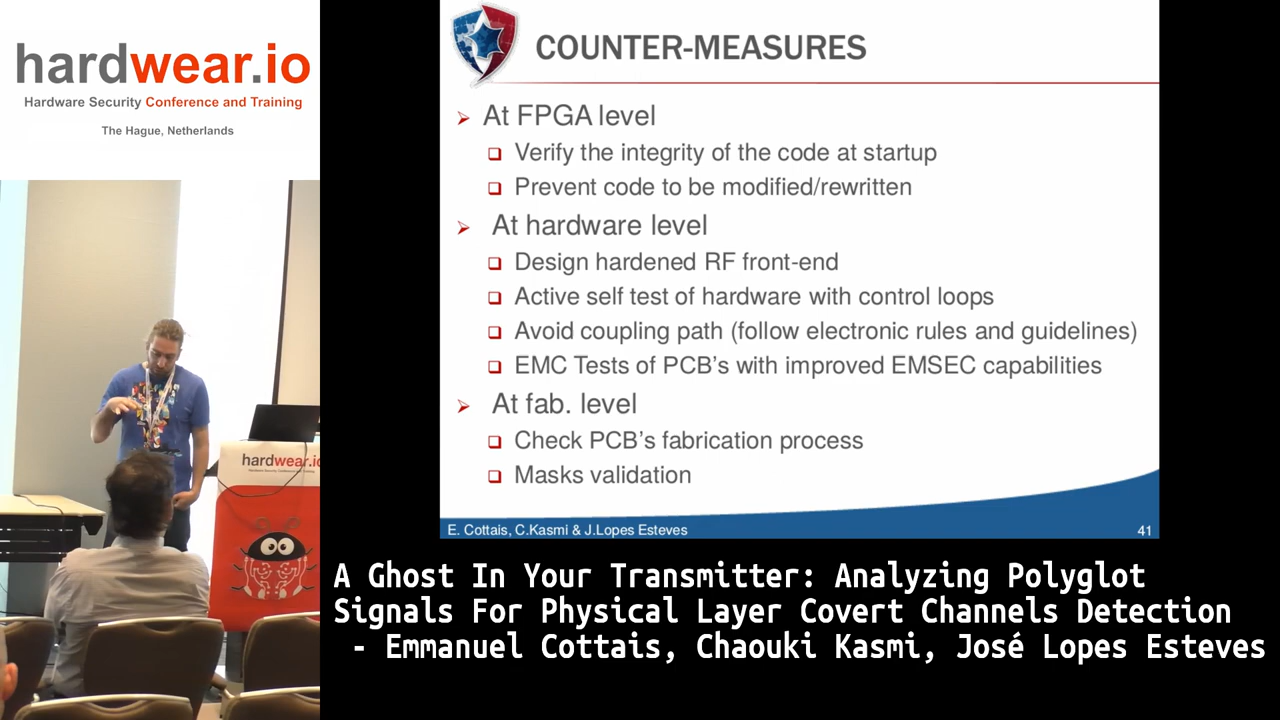 hardwear.io
Hardware Security Conference and Training
The Hague, Netherlands
COUNTER-MEASURES
At FPGA level
Verify the integrity of the code at startup
Prevent code to be modified/rewritten
At hardware level
Design hardened RF front-end
Active self test of hardware with control loops
Avoid coupling path (follow electronic rules and guidelines)
EMC Tests of PCB's with improved EMSEC capabilities
At fab. level
Check PCB's fabrication process
Masks validation
E. Cottais, C.Kasmi & J.Lopes Esteves
41
hardwear.io
A Ghost In Your Transmitter: Analyzing Polyglot
Signals For Physical Layer Covert Channels Detection
- Emmanuel Cottais, Chaouki Kasmi, José Lopes Esteves